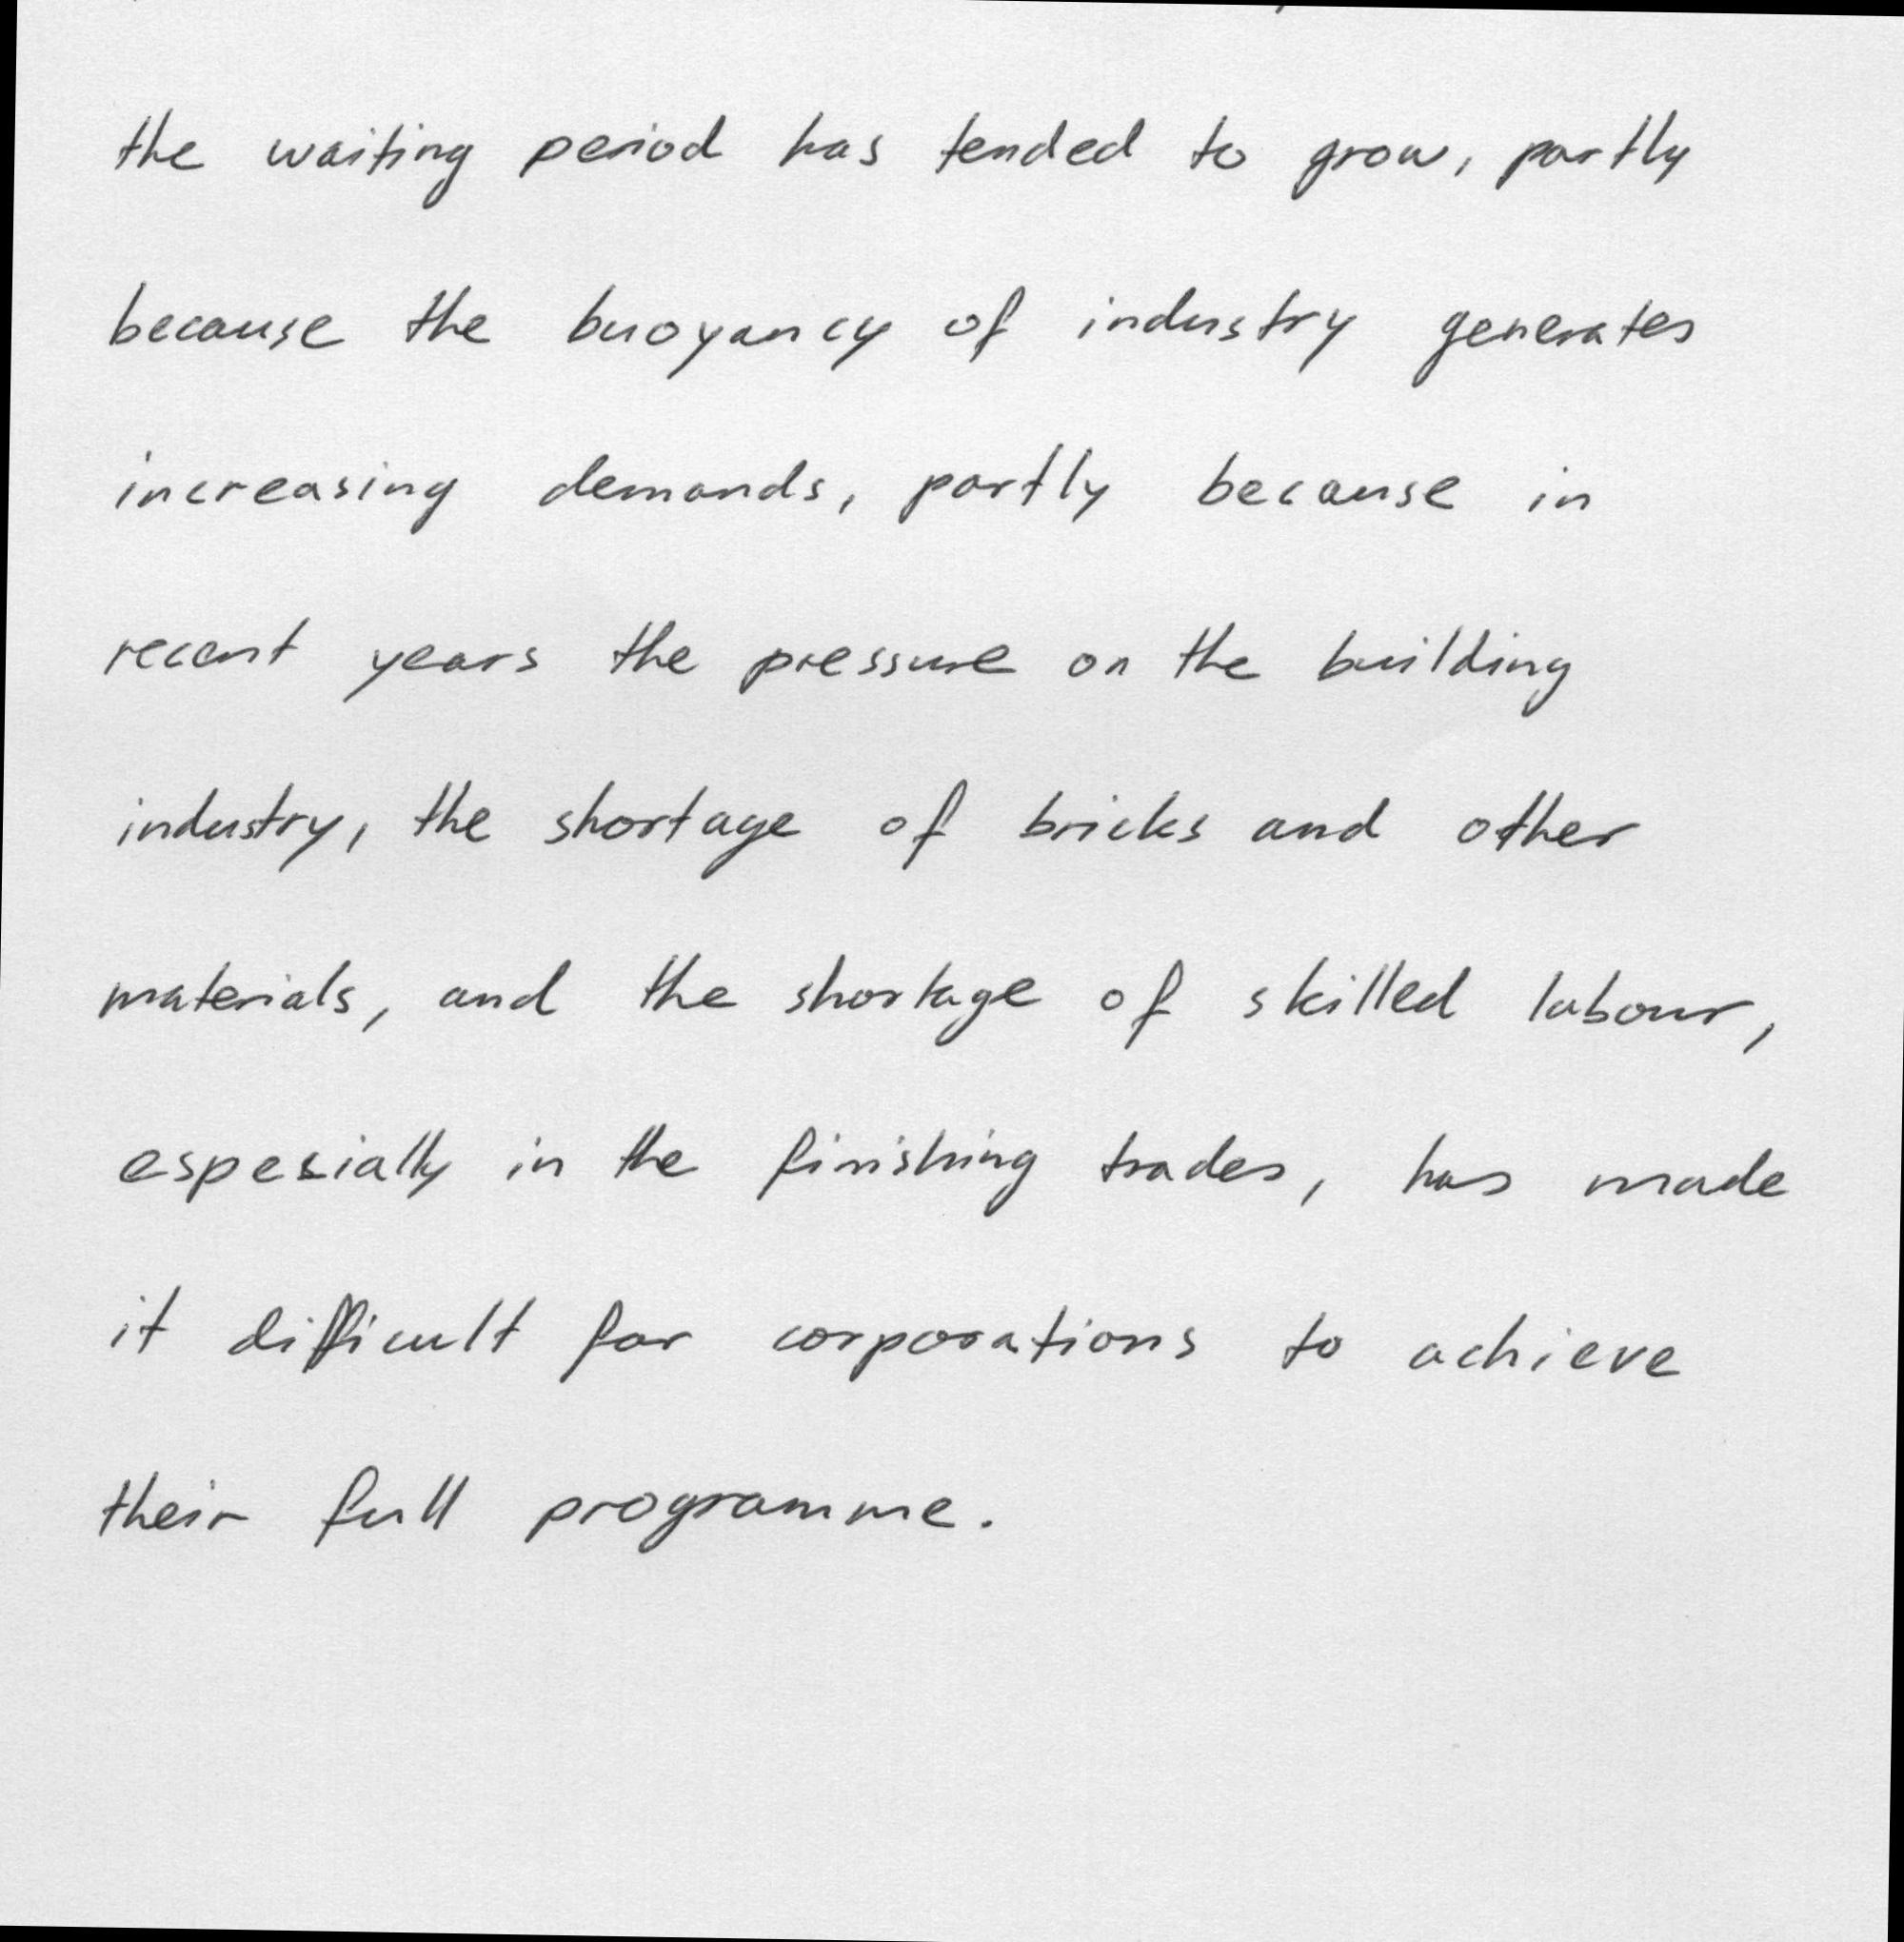 the waiting period has tended to grow, partly
because the buoyancy of industry generates
increasing demands, partly because in
recent years the pressure on the building
industry, the shortage of bricks and other
materials, and the shortage of skilled labour,
especially in the finishing trades, has made
it difficult for corporations to achieve
their full programme.